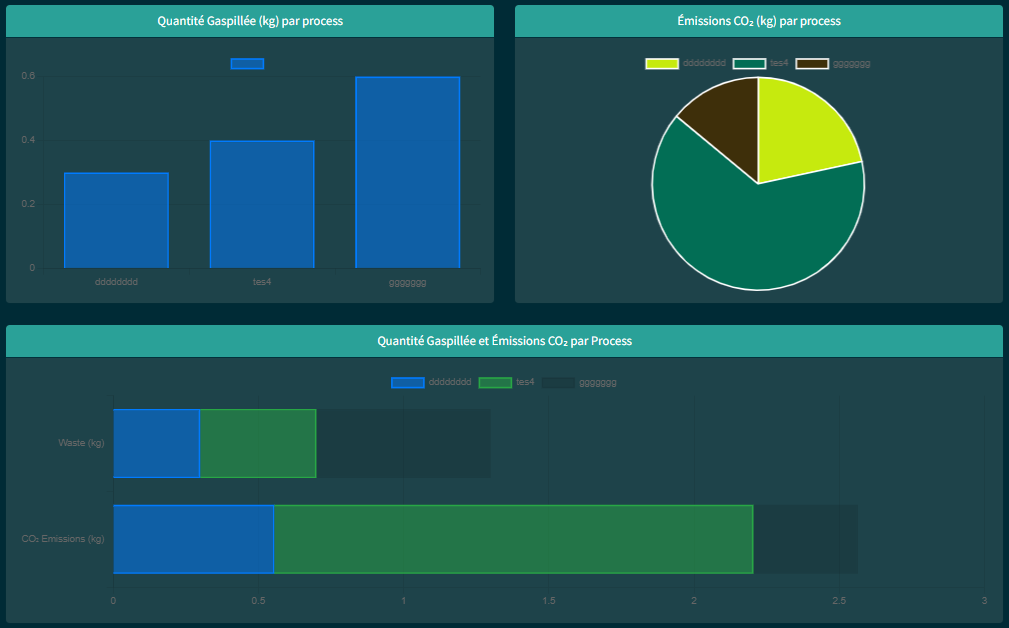 Quantité Gaspillée (kg) par process
0.6
0.4
0.2
0
dddddddd
tes4
ggggggg
Émissions CO₂ (kg) par process
dddddddd tes4 ggggggg
Quantité Gaspillée et Émissions CO₂ par Process
dddddddd tes4 ggggggg
Waste (kg)
CO₂ Emissions (kg)
0 0.5 1 1.5 2 2.5 3